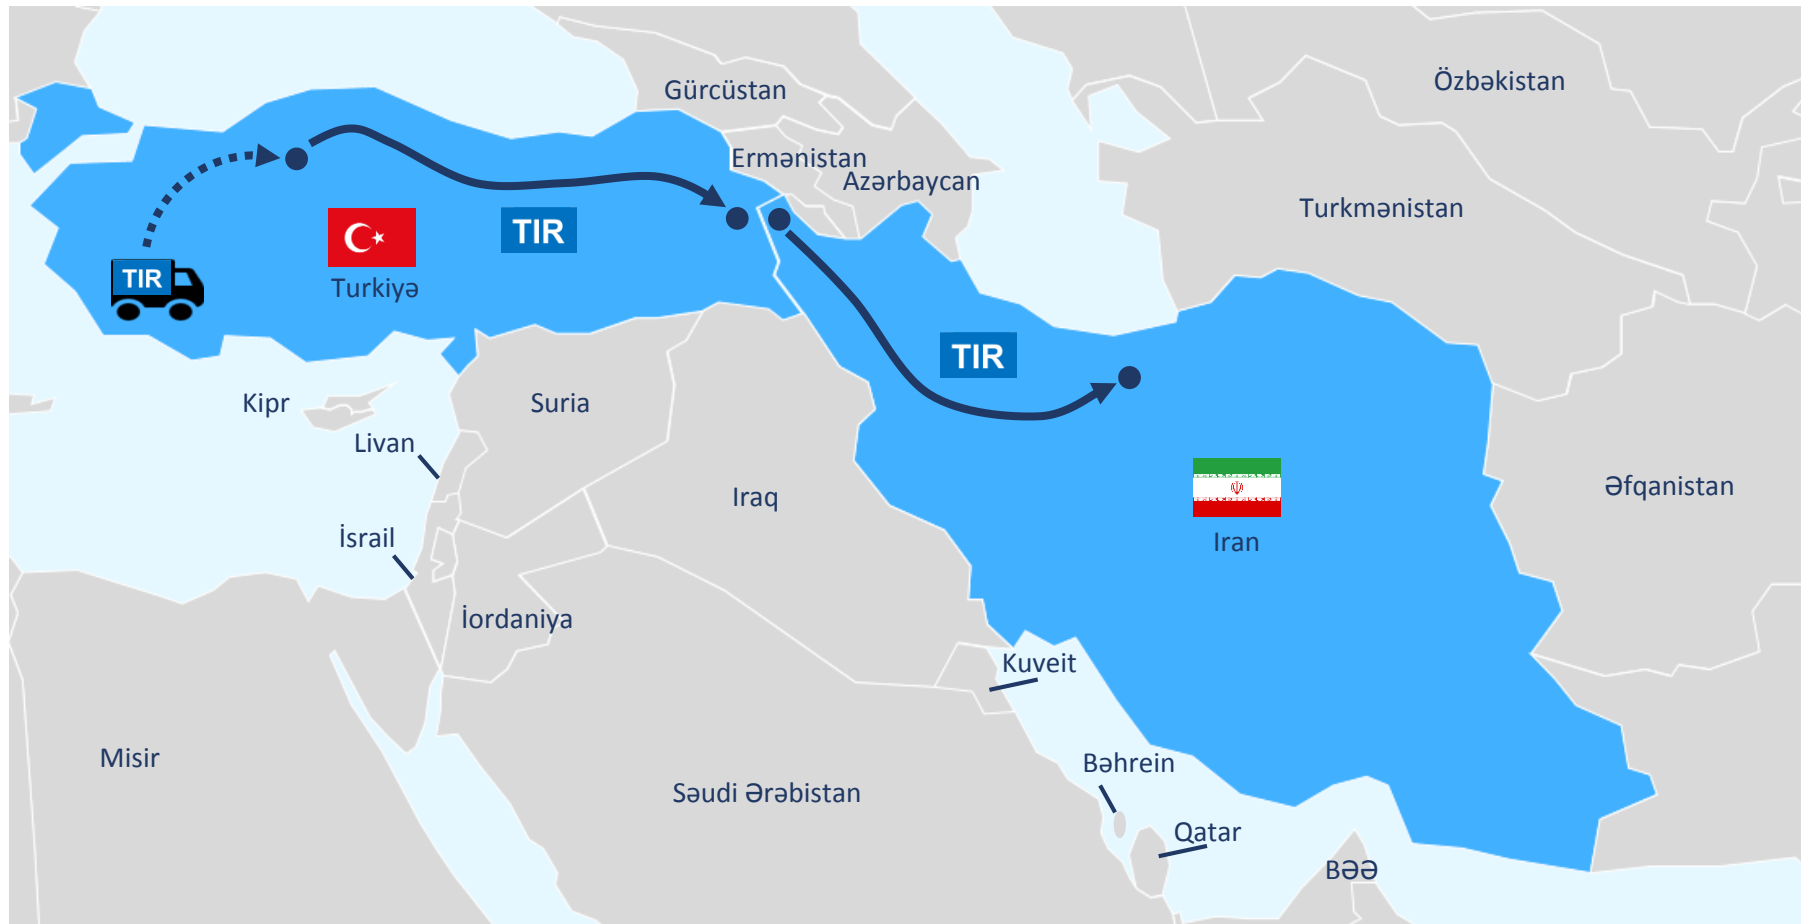 Özbəkistan
Gürcüstan
Ermənistan
Azərbaycan
Turkmənistan
TIR
TIR
Turkiyə
TIR
Kipr
Suria
Livan
Iraq
Əfqanistan
İsrail
Iran
İordaniya
Kuveit
Misir
Bəhrein
Səudi Ərəbistan
Qatar
BƏƏ